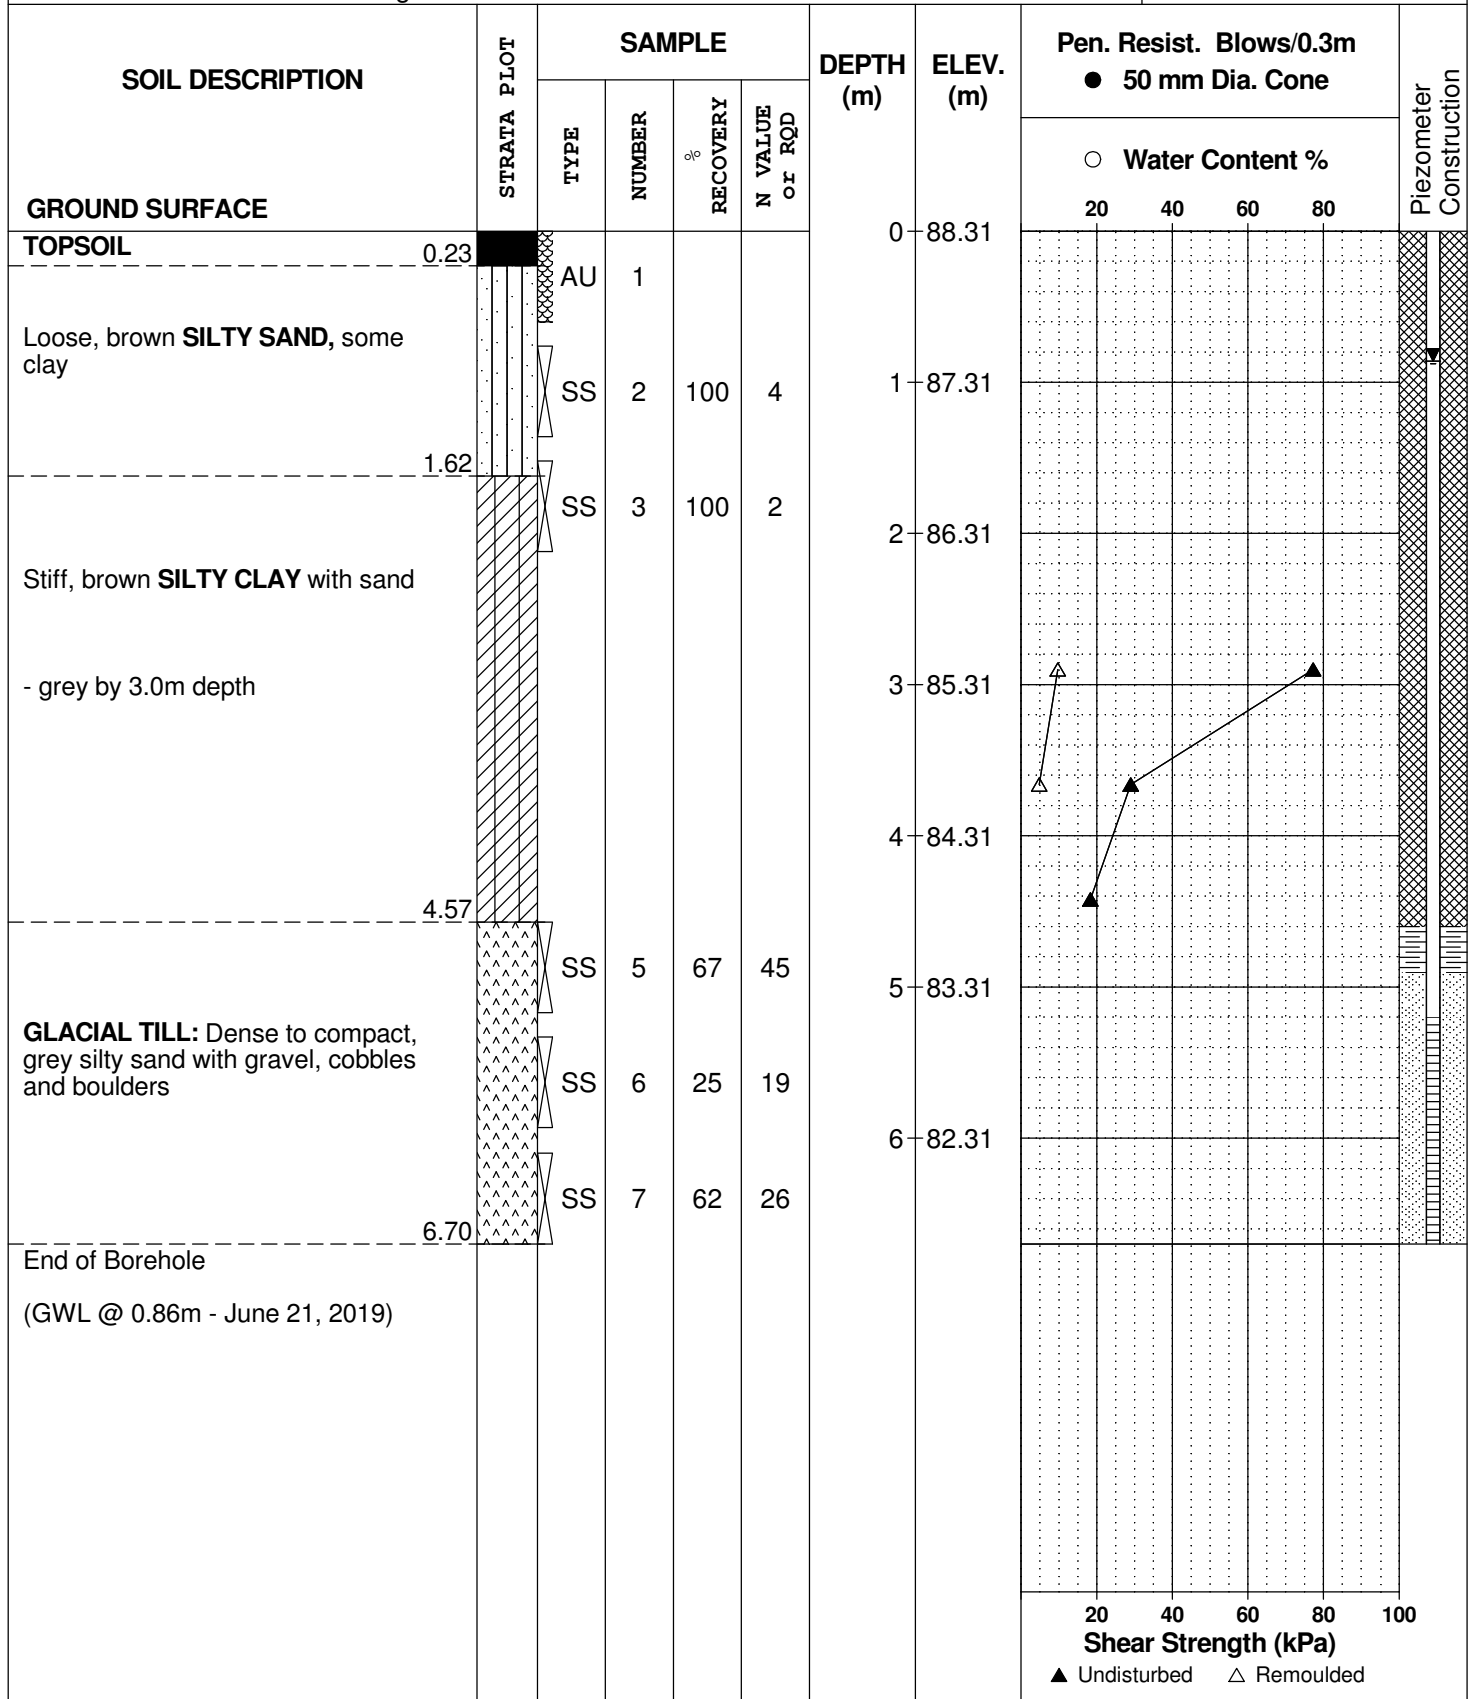 SOIL DESCRIPTION
GROUND SURFACE
STRATA PLOT
SAMPLE
TYPE
NUMBER
%
RECOVERY
N VALUE
or RQD
DEPTH
(m)
ELEV.
(m)
Pen. Resist. Blows/0.3m
● 50 mm Dia. Cone
○ Water Content %
20 40 60 80
Piezometer
Construction
0 88.31
TOPSOIL
0.23
AU 1
Loose, brown SILTY SAND, some
clay
SS 2 100 4
1 87.31
1.62
SS 3 100 2
2 86.31
Stiff, brown SILTY CLAY with sand
- grey by 3.0m depth
3 85.31
4 84.31
4.57
SS 5 67 45
5 83.31
GLACIAL TILL: Dense to compact,
grey silty sand with gravel, cobbles
and boulders
SS 6 25 19
6 82.31
SS 7 62 26
6.70
End of Borehole
(GWL @ 0.86m - June 21, 2019)
20 40 60 80 100
Shear Strength (kPa)
▲ Undisturbed △ Remoulded